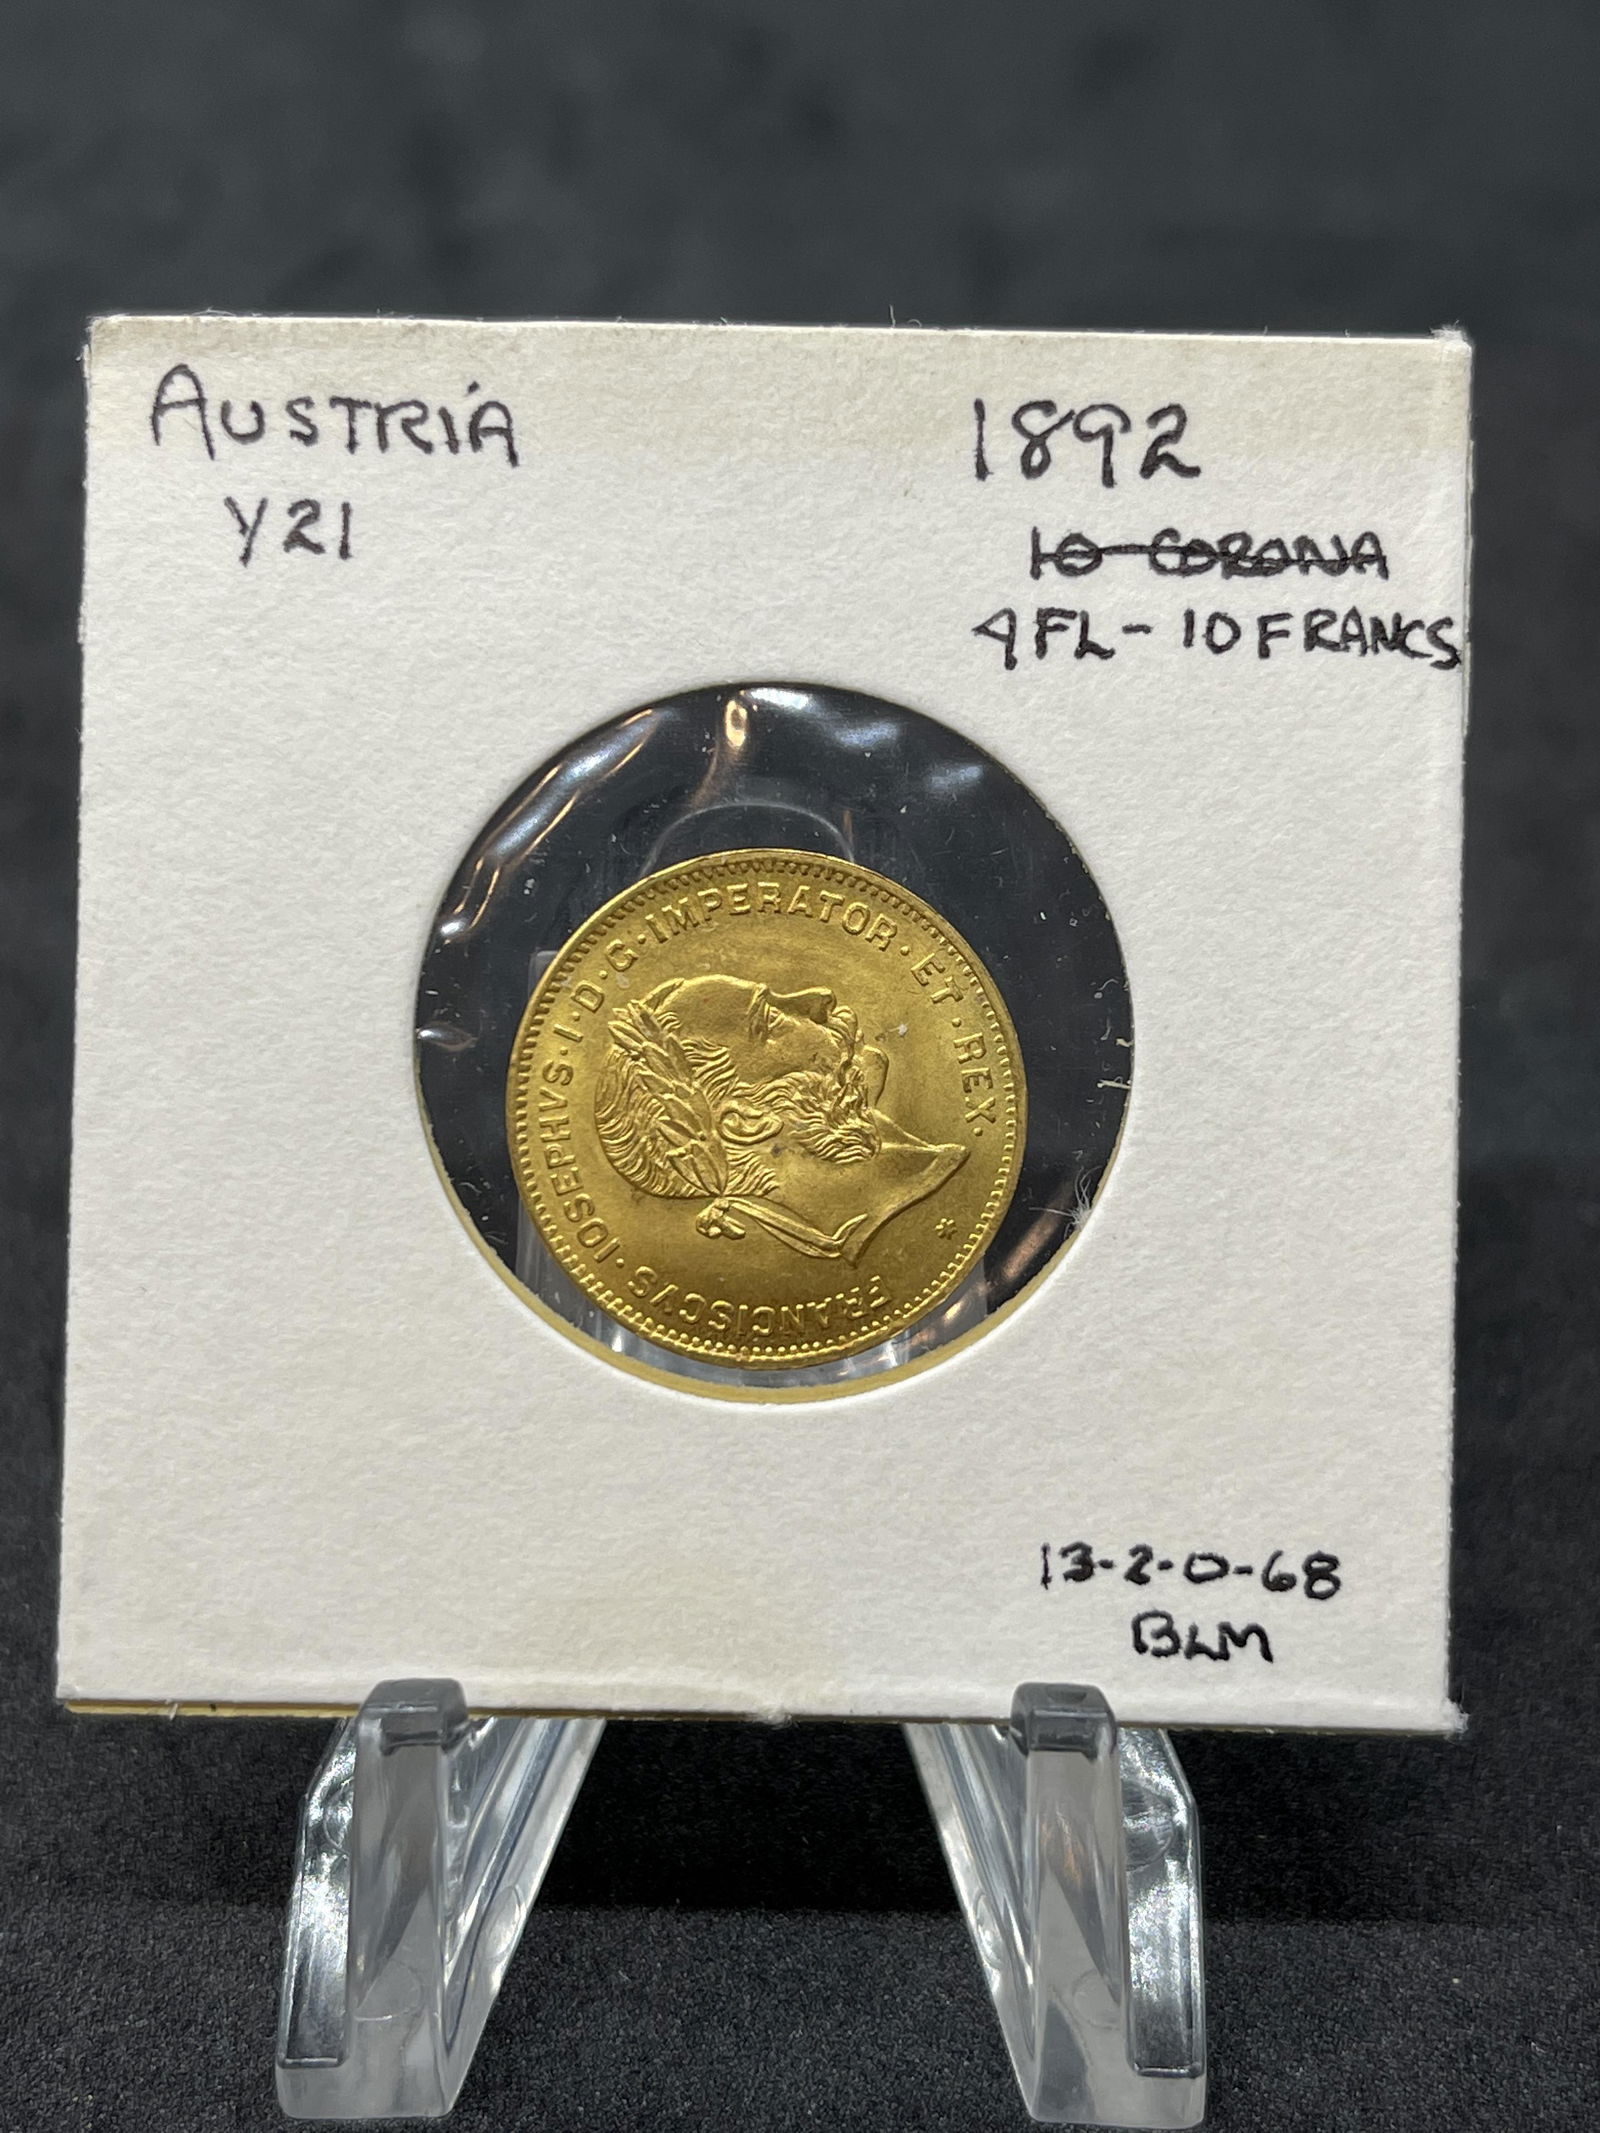 AUSTRIA
Y21
1892
10 CORONA
4FL-10FRANCS
FRANCISCVS·IOSEPHVS·I·D·G·IMPERATOR·ET·REX·*
13-2-0-68
BLM